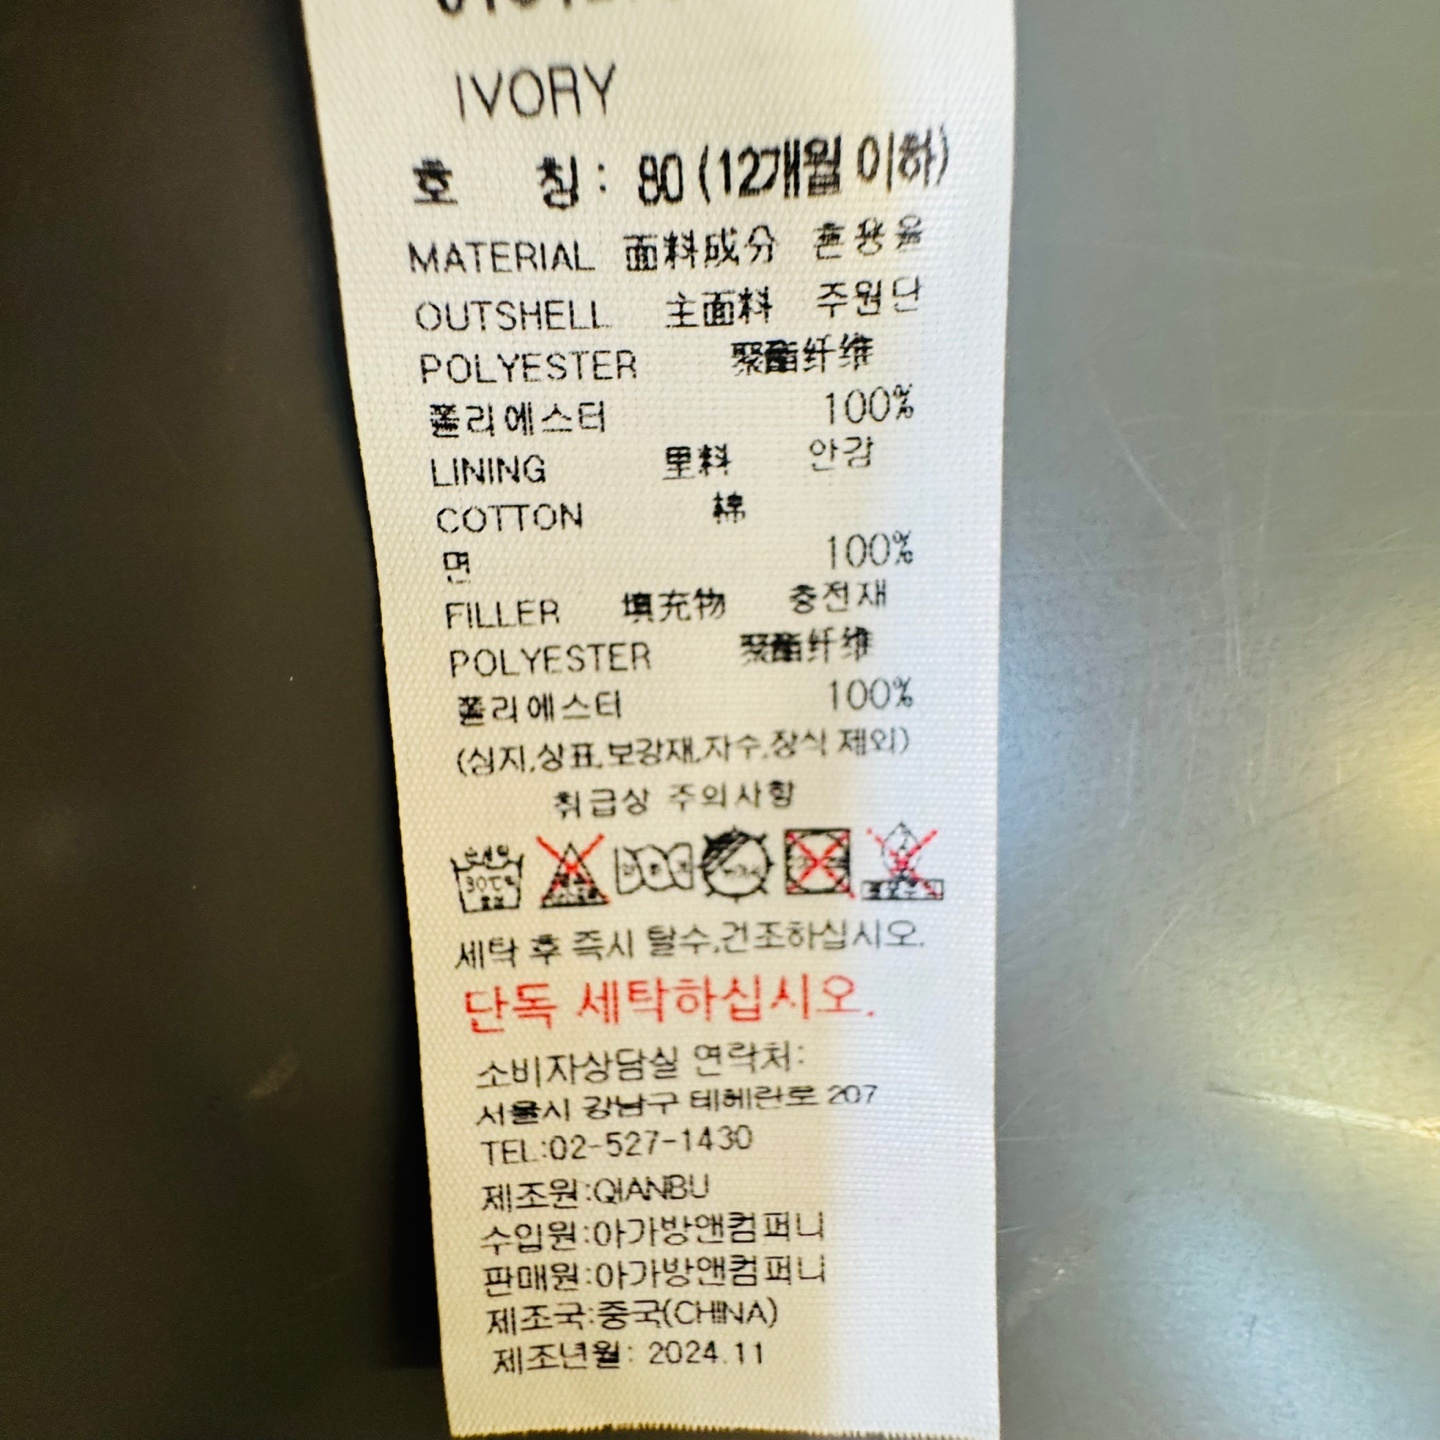 IVORY
호 칭 : 80 (12개월 이하)
MATERIAL 面料成分 혼용율
OUTSHELL 主面料 주원단
POLYESTER 聚酯纤维
폴리에스터 100%
LINING 里料 안감
COTTON 棉
면 100%
FILLER 填充物 충전재
POLYESTER 聚酯纤维
폴리에스터 100%
(심지,상표,보강재,자수,장식 제외)
취급상 주의사항
손세탁
30℃
중성
세탁 후 즉시 탈수,건조하십시오.
단독 세탁하십시오.
소비자상담실 연락처:
서울시 강남구 테헤란로 207
TEL:02-527-1430
제조원:QIANBU
수입원:아가방앤컴퍼니
판매원:아가방앤컴퍼니
제조국:중국(CHINA)
제조년월: 2024.11